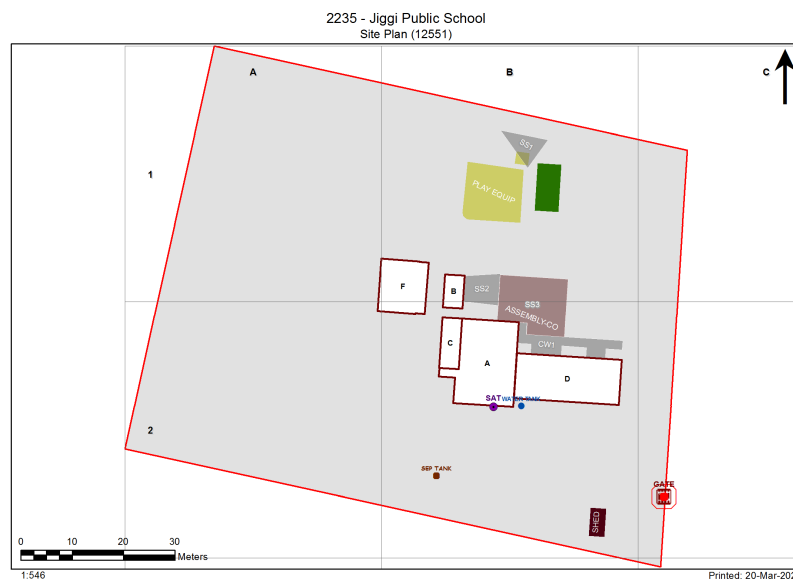 2235 - Jiggi Public School
Site Plan (12551)
A
B
C
1
SS1
PLAY EQUIP
F
B
SS2
SS3
ASSEMBLY-CO
C
A
CW1
D
SAT
WATER TANK
2
SEP TANK
GATE
SHED
0 10 20 30
Meters
1:546
Printed: 20-Mar-202